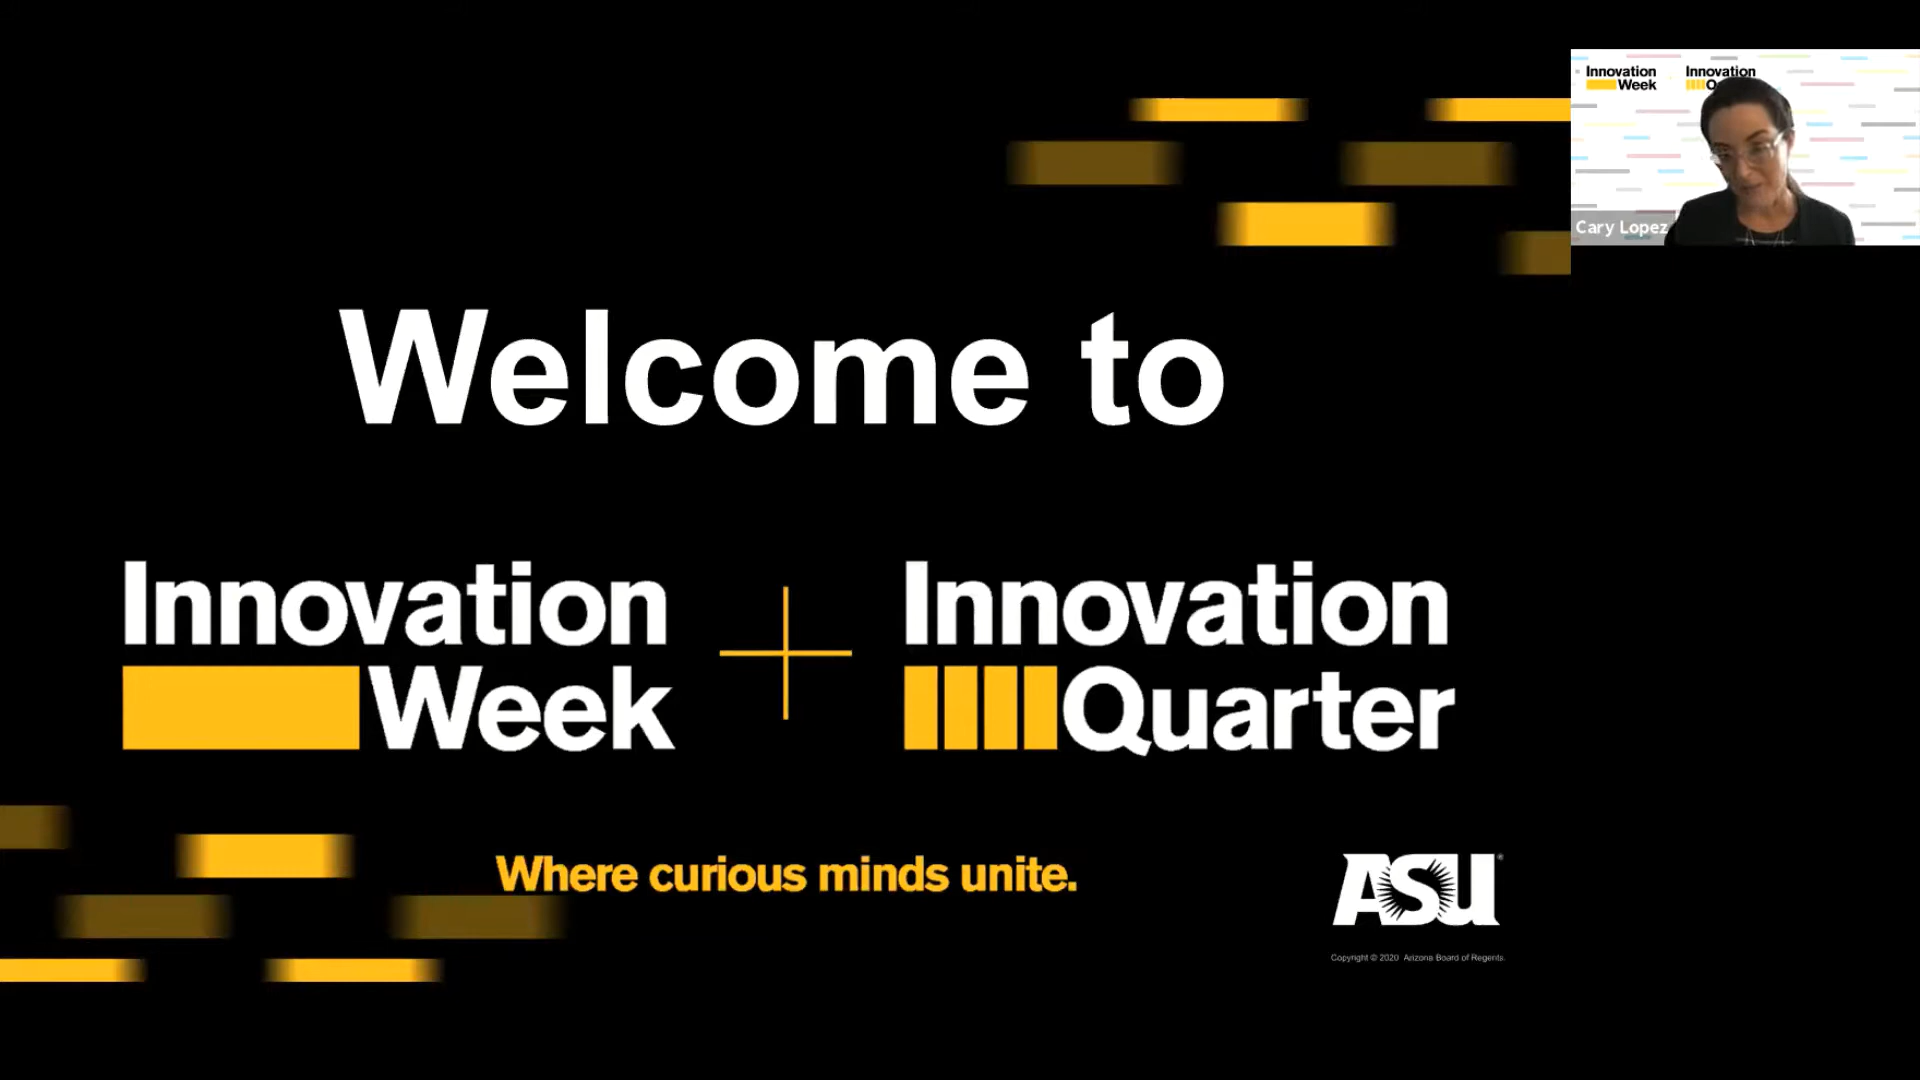 Innovation
Week
Innovation
Q
Cary Lopez
Welcome to
Innovation
Week
Innovation
Quarter
Where curious minds unite.
ASU
Copyright © 2020 Arizona Board of Regents.